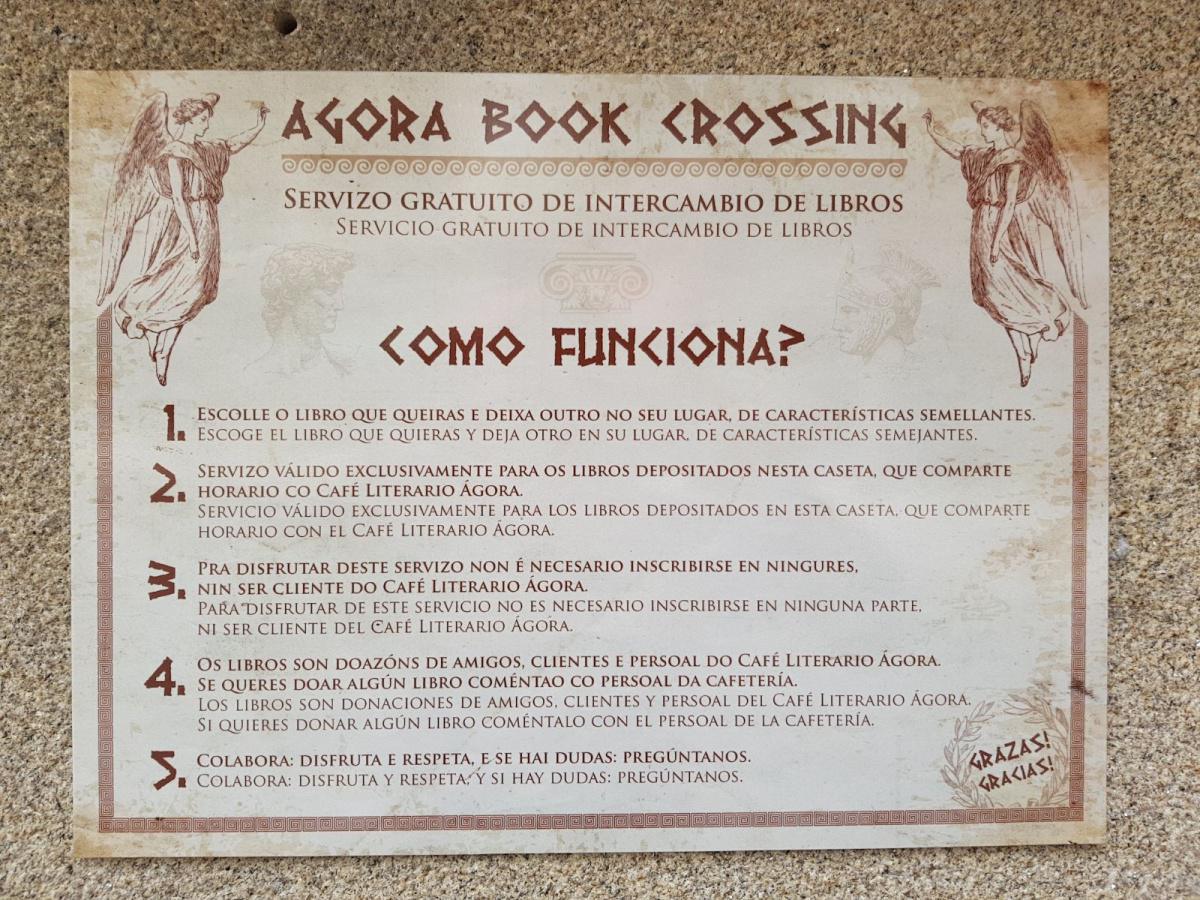 AGORA BOOK CROSSING
SERVIZO GRATUITO DE INTERCAMBIO DE LIBROS
SERVICIO GRATUITO DE INTERCAMBIO DE LIBROS
COMO FUNCIONA?
1. ESCOLLE O LIBRO QUE QUEIRAS E DEIXA OUTRO NO SEU LUGAR, DE CARACTERÍSTICAS SEMELLANTES.
ESCOGE EL LIBRO QUE QUIERAS Y DEJA OTRO EN SU LUGAR, DE CARACTERÍSTICAS SEMEJANTES.
2. SERVIZO VÁLIDO EXCLUSIVAMENTE PARA OS LIBROS DEPOSITADOS NESTA CASETA, QUE COMPARTE
HORARIO CO CAFÉ LITERARIO ÁGORA.
SERVICIO VÁLIDO EXCLUSIVAMENTE PARA LOS LIBROS DEPOSITADOS EN ESTA CASETA, QUE COMPARTE
HORARIO CON EL CAFÉ LITERARIO ÁGORA.
3. PRA DISFRUTAR DESTE SERVIZO NON É NECESARIO INSCRIBIRSE EN NINGURES,
NIN SER CLIENTE DO CAFÉ LITERARIO ÁGORA.
PARA DISFRUTAR DE ESTE SERVICIO NO ES NECESARIO INSCRIBIRSE EN NINGUNA PARTE,
NI SER CLIENTE DEL CAFÉ LITERARIO ÁGORA.
4. OS LIBROS SON DOAZÓNS DE AMIGOS, CLIENTES E PERSOAL DO CAFÉ LITERARIO ÁGORA.
SE QUERES DOAR ALGÚN LIBRO COMÉNTAO CO PERSOAL DA CAFETERÍA.
LOS LIBROS SON DONACIONES DE AMIGOS, CLIENTES Y PERSOAL DEL CAFÉ LITERARIO ÁGORA.
SI QUIERES DONAR ALGÚN LIBRO COMÉNTALO CON EL PERSOAL DE LA CAFETERÍA.
5. COLABORA: DISFRUTA E RESPETA, E SE HAI DUDAS: PREGÚNTANOS.
COLABORA: DISFRUTA Y RESPETA, Y SI HAY DUDAS: PREGÚNTANOS.
GRAZAS!
GRACIAS!